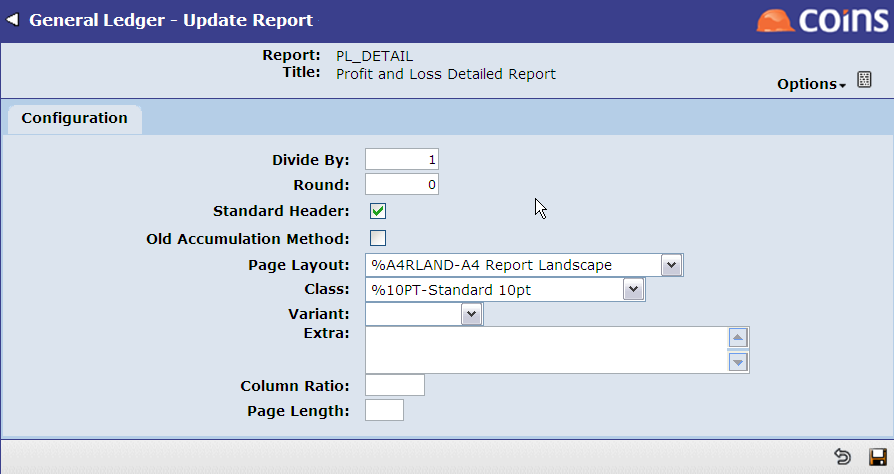 General Ledger - Update Report
coins
Report: PL_DETAIL
Title: Profit and Loss Detailed Report
Options
Configuration
Divide By: 1
Round: 0
Standard Header:
Old Accumulation Method:
Page Layout: %A4RLAND-A4 Report Landscape
Class: %10PT-Standard 10pt
Variant:
Extra:
Column Ratio:
Page Length: